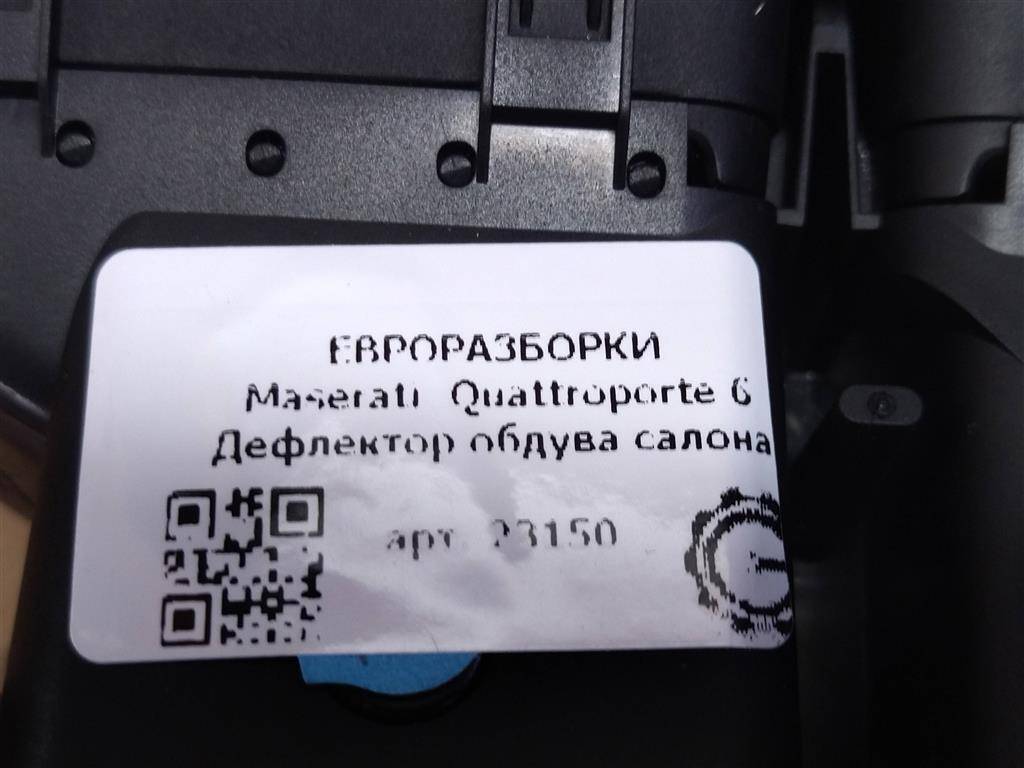 ЕВРОРАЗБОРКИ
Maserati Quattroporte 6
Дефлектор обдува салона
арт. 23150